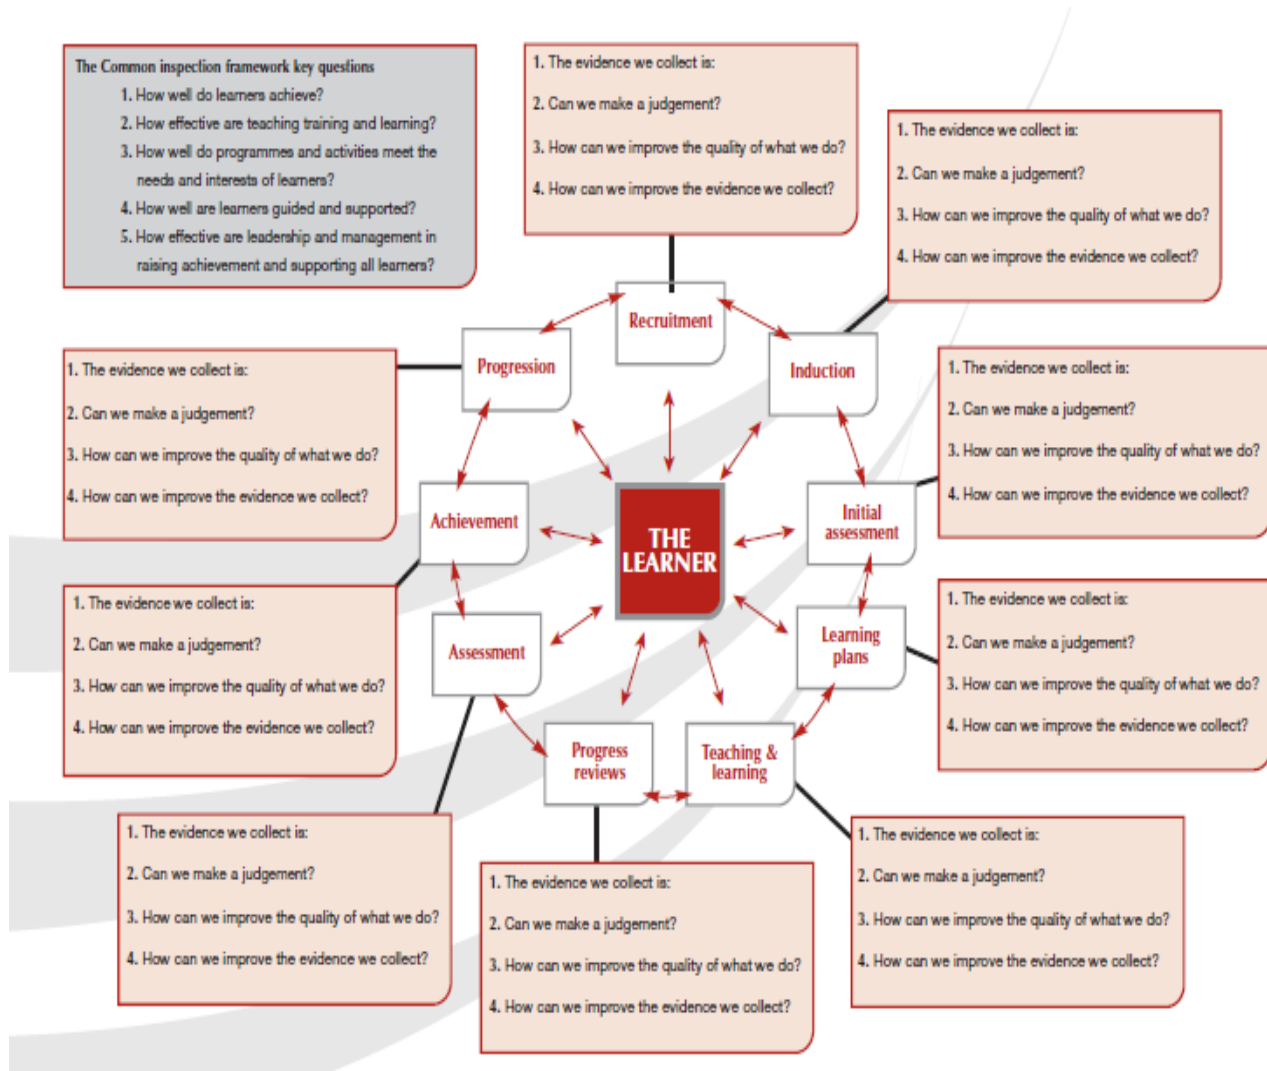 The Common inspection framework key questions
1. How well do learners achieve?
2. How effective are teaching training and learning?
3. How well do programmes and activities meet the
needs and interests of learners?
4. How well are learners guided and supported?
5. How effective are leadership and management in
raising achievement and supporting all learners?
1. The evidence we collect is:
2. Can we make a judgement?
3. How can we improve the quality of what we do?
4. How can we improve the evidence we collect?
1. The evidence we collect is:
2. Can we make a judgement?
3. How can we improve the quality of what we do?
4. How can we improve the evidence we collect?
Recruitment
Progression
Induction
1. The evidence we collect is:
2. Can we make a judgement?
3. How can we improve the quality of what we do?
4. How can we improve the evidence we collect?
1. The evidence we collect is:
2. Can we make a judgement?
3. How can we improve the quality of what we do?
4. How can we improve the evidence we collect?
Achievement
THE
LEARNER
Initial
assessment
1. The evidence we collect is:
2. Can we make a judgement?
3. How can we improve the quality of what we do?
4. How can we improve the evidence we collect?
Assessment
Learning
plans
1. The evidence we collect is:
2. Can we make a judgement?
3. How can we improve the quality of what we do?
4. How can we improve the evidence we collect?
Progress
reviews
Teaching &
learning
1. The evidence we collect is:
2. Can we make a judgement?
3. How can we improve the quality of what we do?
4. How can we improve the evidence we collect?
1. The evidence we collect is:
2. Can we make a judgement?
3. How can we improve the quality of what we do?
4. How can we improve the evidence we collect?
1. The evidence we collect is:
2. Can we make a judgement?
3. How can we improve the quality of what we do?
4. How can we improve the evidence we collect?